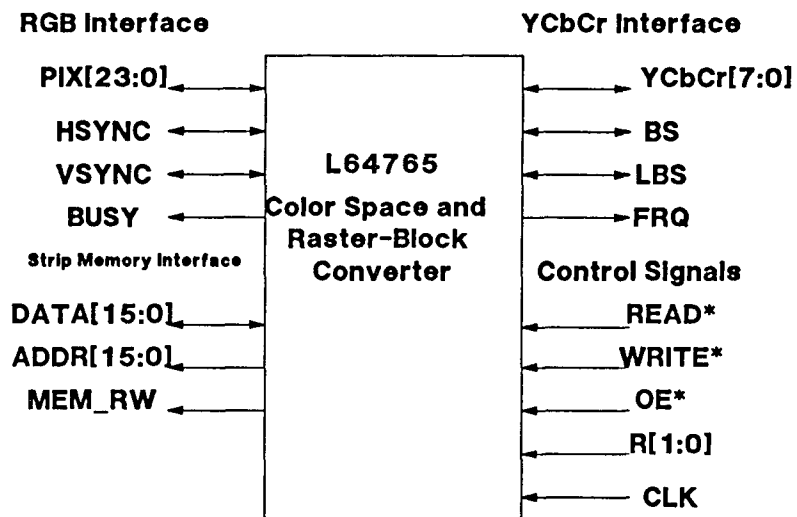 RGB Interface
PIX[23:0]
HSYNC
VSYNC
BUSY
Strip Memory Interface
DATA[15:0]
ADDR[15:0]
MEM_RW
L64765
Color Space and
Raster-Block
Converter
YCbCr Interface
YCbCr[7:0]
BS
LBS
FRQ
Control Signals
READ*
WRITE*
OE*
R[1:0]
CLK